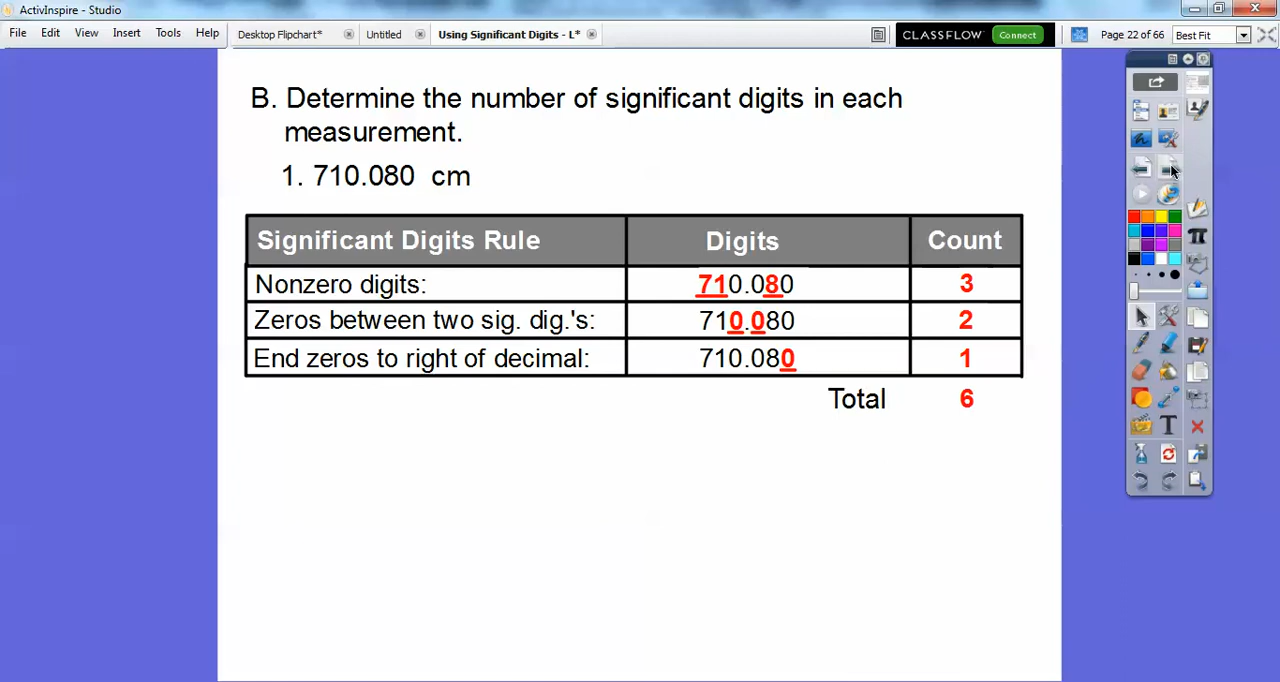 ActivInspire - Studio
File Edit View Insert Tools Help Desktop Flipchart* Untitled Using Significant Digits - L* CLASSFLOW Connect Page 22 of 66 Best Fit
B. Determine the number of significant digits in each
measurement.
1. 710.080 cm
Significant Digits Rule Digits Count
Nonzero digits: 710.080 3
Zeros between two sig. dig.'s: 710.080 2
End zeros to right of decimal: 710.080 1
Total 6